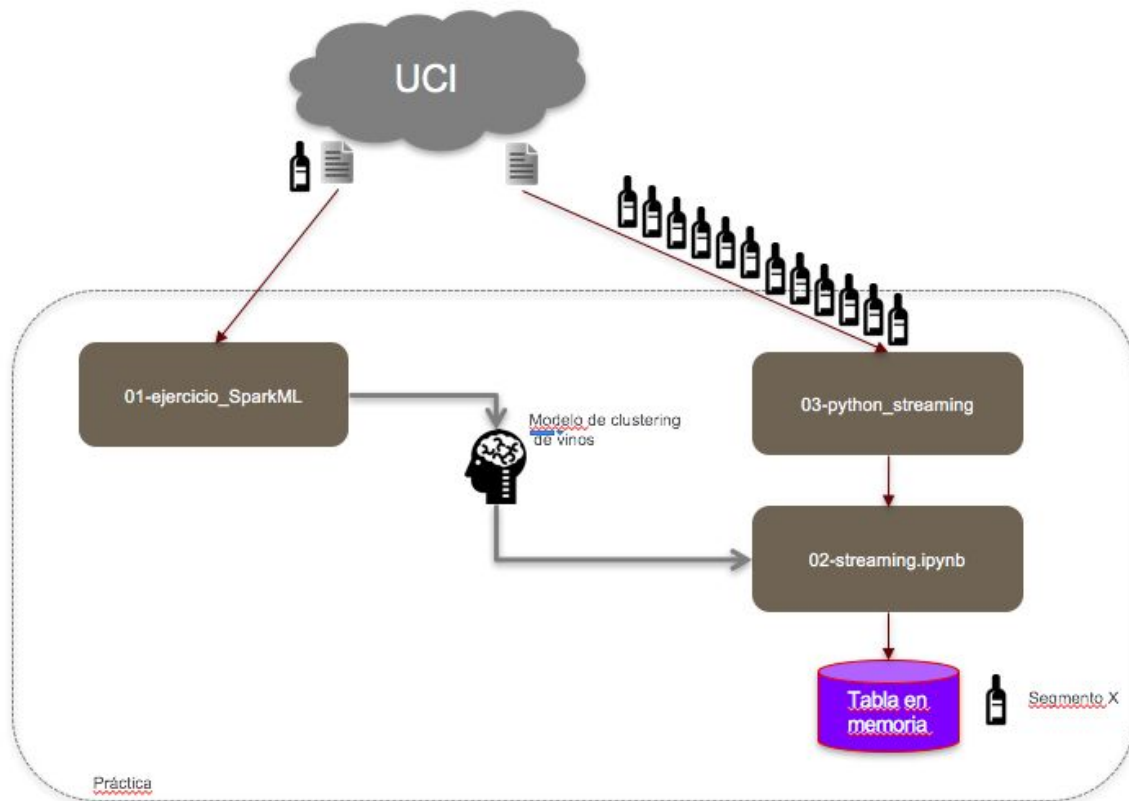 UCI
01-ejercicio_SparkML
Modelo de clustering
de vinos
03-python_streaming
02-streaming.ipynb
Tabla en
memoria
Segmento X
Práctica